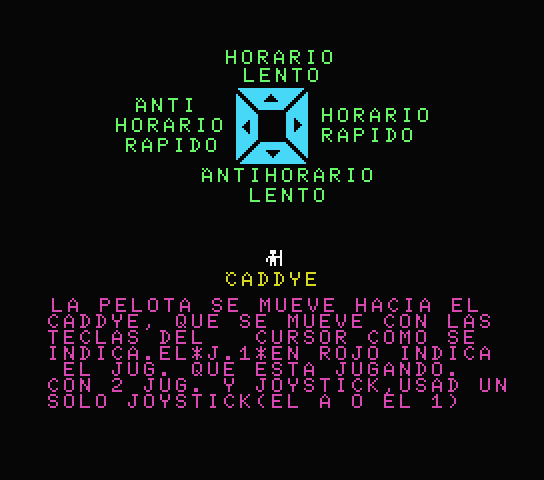 HORARIO
LENTO
ANTI
HORARIO
RAPIDO
HORARIO
RAPIDO
ANTIHORARIO
LENTO
CADDYE
LA PELOTA SE MUEVE HACIA EL
CADDYE, QUE SE MUEVE CON LAS
TECLAS DEL CURSOR COMO SE
INDICA.EL*J.1*EN ROJO INDICA
EL JUG. QUE ESTA JUGANDO.
CON 2 JUG. Y JOYSTICK,USAD UN
SOLO JOYSTICK(EL A O EL 1)